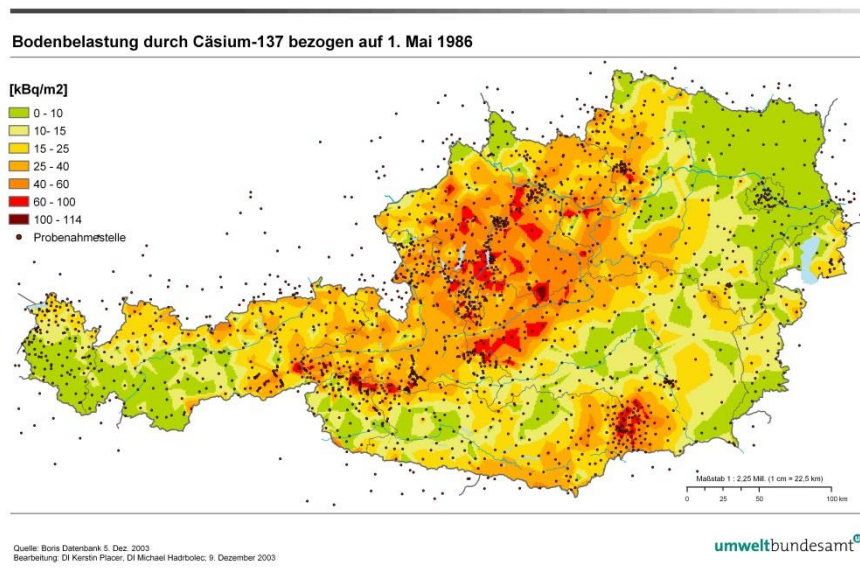 Bodenbelastung durch Cäsium-137 bezogen auf 1. Mai 1986
[kBq/m2]
0 - 10
10- 15
15 - 25
25 - 40
40 - 60
60 - 100
100 - 114
Probenahmestelle
Maßstab 1 : 2,25 Mill. (1 cm = 22,5 km)
0 25 50 100 km
Quelle: Boris Datenbank 5. Dez. 2003
Bearbeitung: DI Kerstin Placer, DI Michael Hadrbolec; 9. Dezember 2003
umweltbundesamt U